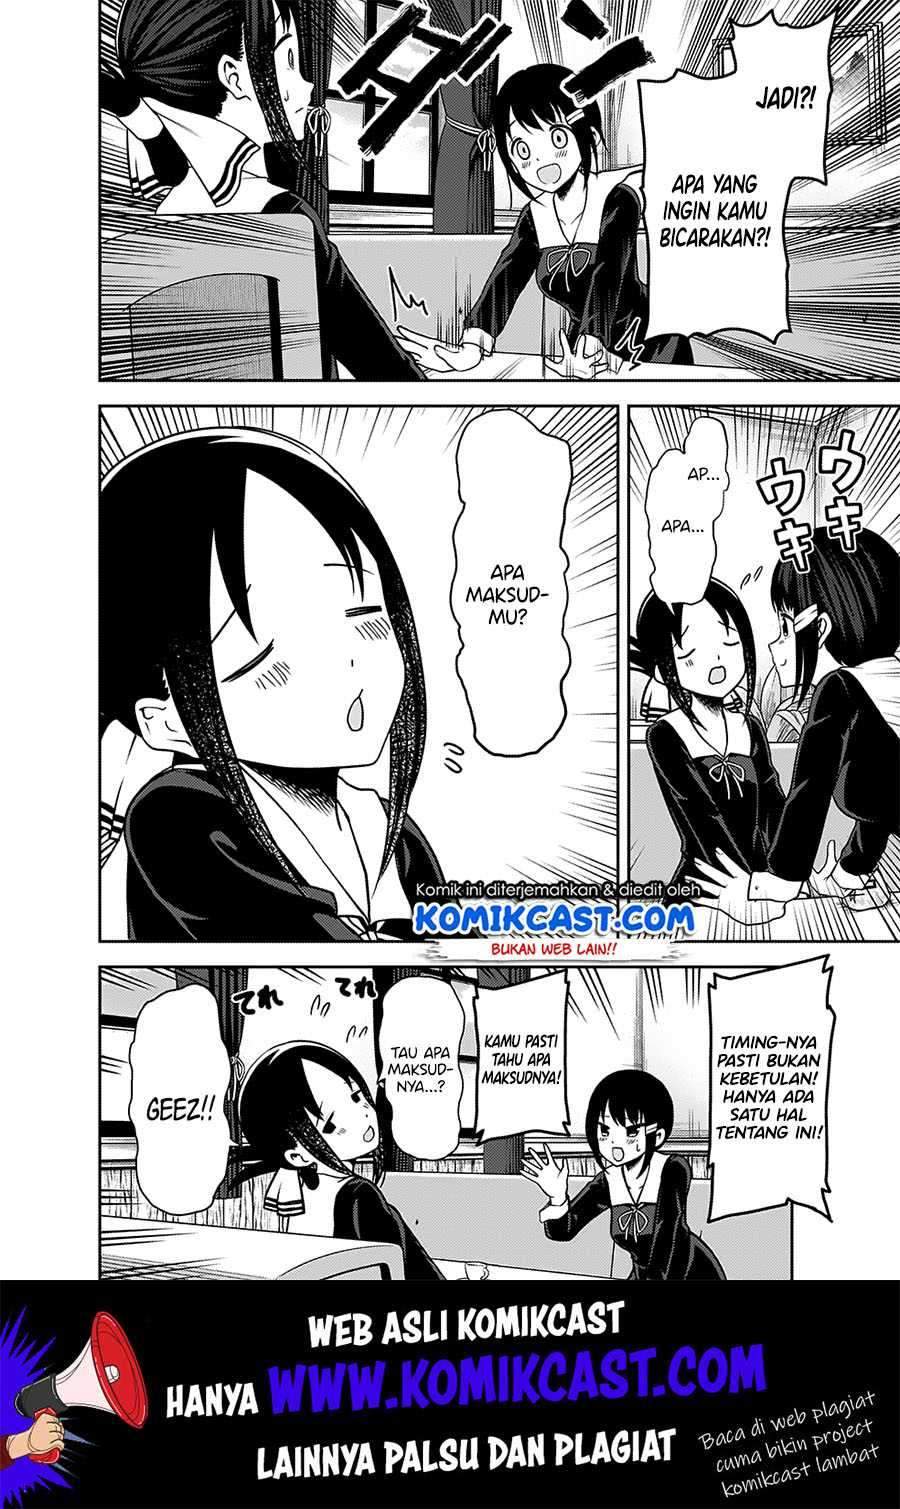 JADI?!
APA YANG
INGIN KAMU
BICARAKAN?!
ダダン
AP...
APA...
ウキ
ウキ
APA
MAKSUD-
MU?
Komik ini diterjemahkan & diedit oleh
KOMIKCAST.COM
BUKAN WEB LAIN!!
TIMING-NYA
PASTI BUKAN
KEBETULAN!
HANYA ADA
SATU HAL
TENTANG INI!
KAMU PASTI
TAHU APA
MAKSUDNYA!
TAU APA
MAKSUD-
NYA...?
てれ
てれ
GEEZ!!
WEB ASLI KOMIKCAST
HANYA WWW.KOMIKCAST.COM
LAINNYA PALSU DAN PLAGIAT
Baca di web plagiat
cuma bikin project
komikcast lambat